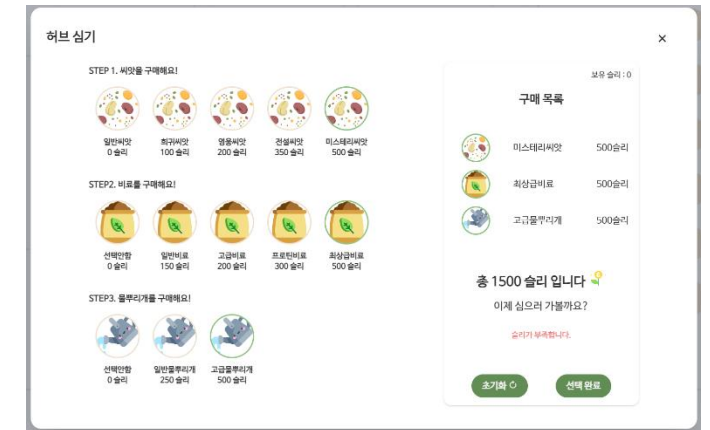 허브 심기
×
STEP 1. 씨앗을 구매해요!
일반씨앗 희귀씨앗 영웅씨앗 전설씨앗 미스테리씨앗
0 슬리 100 슬리 200 슬리 350 슬리 500 슬리
STEP2. 비료를 구매해요!
선택안함 일반비료 고급비료 프로틴비료 최상급비료
0 슬리 150 슬리 200 슬리 300 슬리 500 슬리
STEP3. 물뿌리개를 구매해요!
선택안함 일반물뿌리개 고급물뿌리개
0 슬리 250 슬리 500 슬리
보유 슬리 : 0
구매 목록
미스테리씨앗 500슬리
최상급비료 500슬리
고급물뿌리개 500슬리
총 1500 슬리 입니다
이제 심으러 가볼까요?
슬리가 부족합니다.
초기화 선택 완료